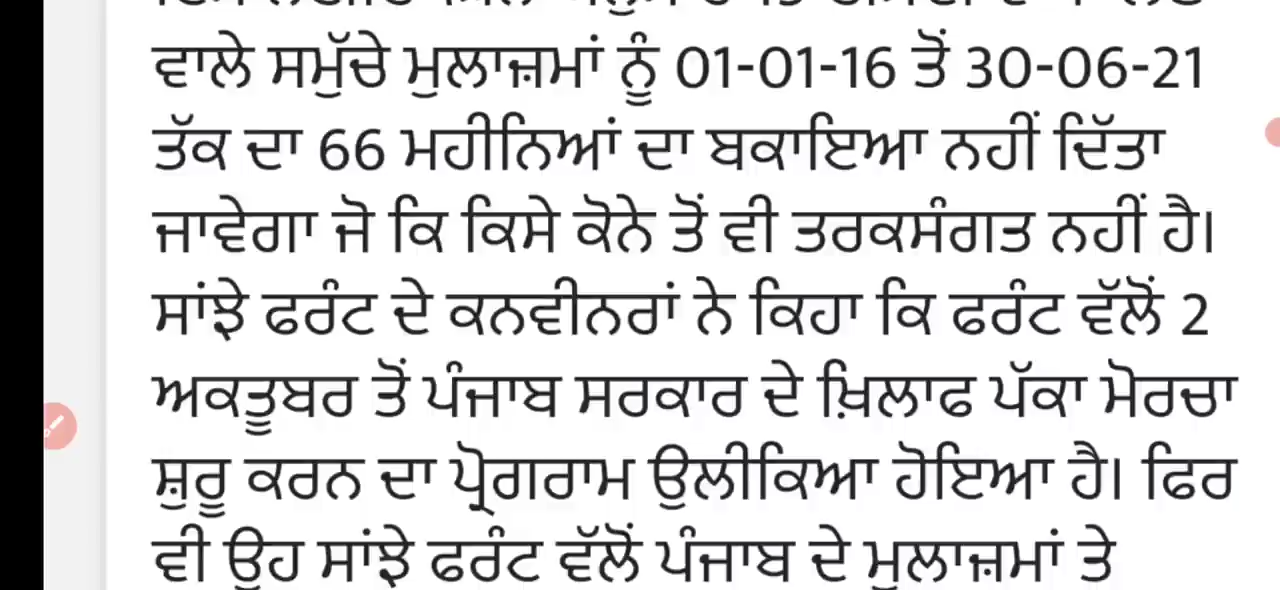 ਵਾਲੇ ਸਮੁੱਚੇ ਮੁਲਾਜ਼ਮਾਂ ਨੂੰ 01-01-16 ਤੋਂ 30-06-21
ਤੱਕ ਦਾ 66 ਮਹੀਨਿਆਂ ਦਾ ਬਕਾਇਆ ਨਹੀਂ ਦਿੱਤਾ
ਜਾਵੇਗਾ ਜੋ ਕਿ ਕਿਸੇ ਕੋਨੇ ਤੋਂ ਵੀ ਤਰਕਸੰਗਤ ਨਹੀਂ ਹੈ।
ਸਾਂਝੇ ਫਰੰਟ ਦੇ ਕਨਵੀਨਰਾਂ ਨੇ ਕਿਹਾ ਕਿ ਫਰੰਟ ਵੱਲੋਂ 2
ਅਕਤੂਬਰ ਤੋਂ ਪੰਜਾਬ ਸਰਕਾਰ ਦੇ ਖ਼ਿਲਾਫ ਪੱਕਾ ਮੋਰਚਾ
ਸ਼ੁਰੂ ਕਰਨ ਦਾ ਪ੍ਰੋਗਰਾਮ ਉਲੀਕਿਆ ਹੋਇਆ ਹੈ। ਫਿਰ
ਵੀ ਉਹ ਸਾਂਝੇ ਫਰੰਟ ਵੱਲੋਂ ਪੰਜਾਬ ਦੇ ਮੁਲਾਜ਼ਮਾਂ ਤੇ